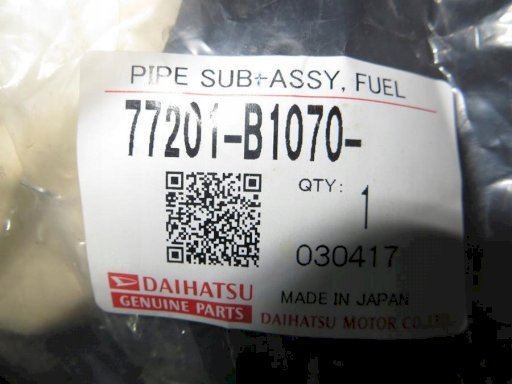 PIPE SUB-ASSY, FUEL
77201-B1070-
QTY: 1
030417
DAIHATSU
GENUINE PARTS
MADE IN JAPAN
DAIHATSU MOTOR CO.,LTD.